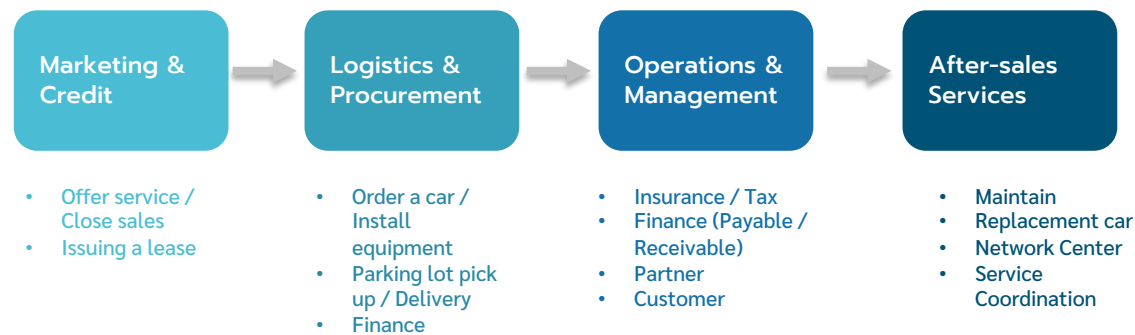 Marketing &
Credit
Logistics &
Procurement
Operations &
Management
After-sales
Services
• Offer service /
Close sales
• Issuing a lease
• Order a car /
Install
equipment
• Parking lot pick
up / Delivery
• Finance
• Insurance / Tax
• Finance (Payable /
Receivable)
• Partner
• Customer
• Maintain
• Replacement car
• Network Center
• Service
Coordination